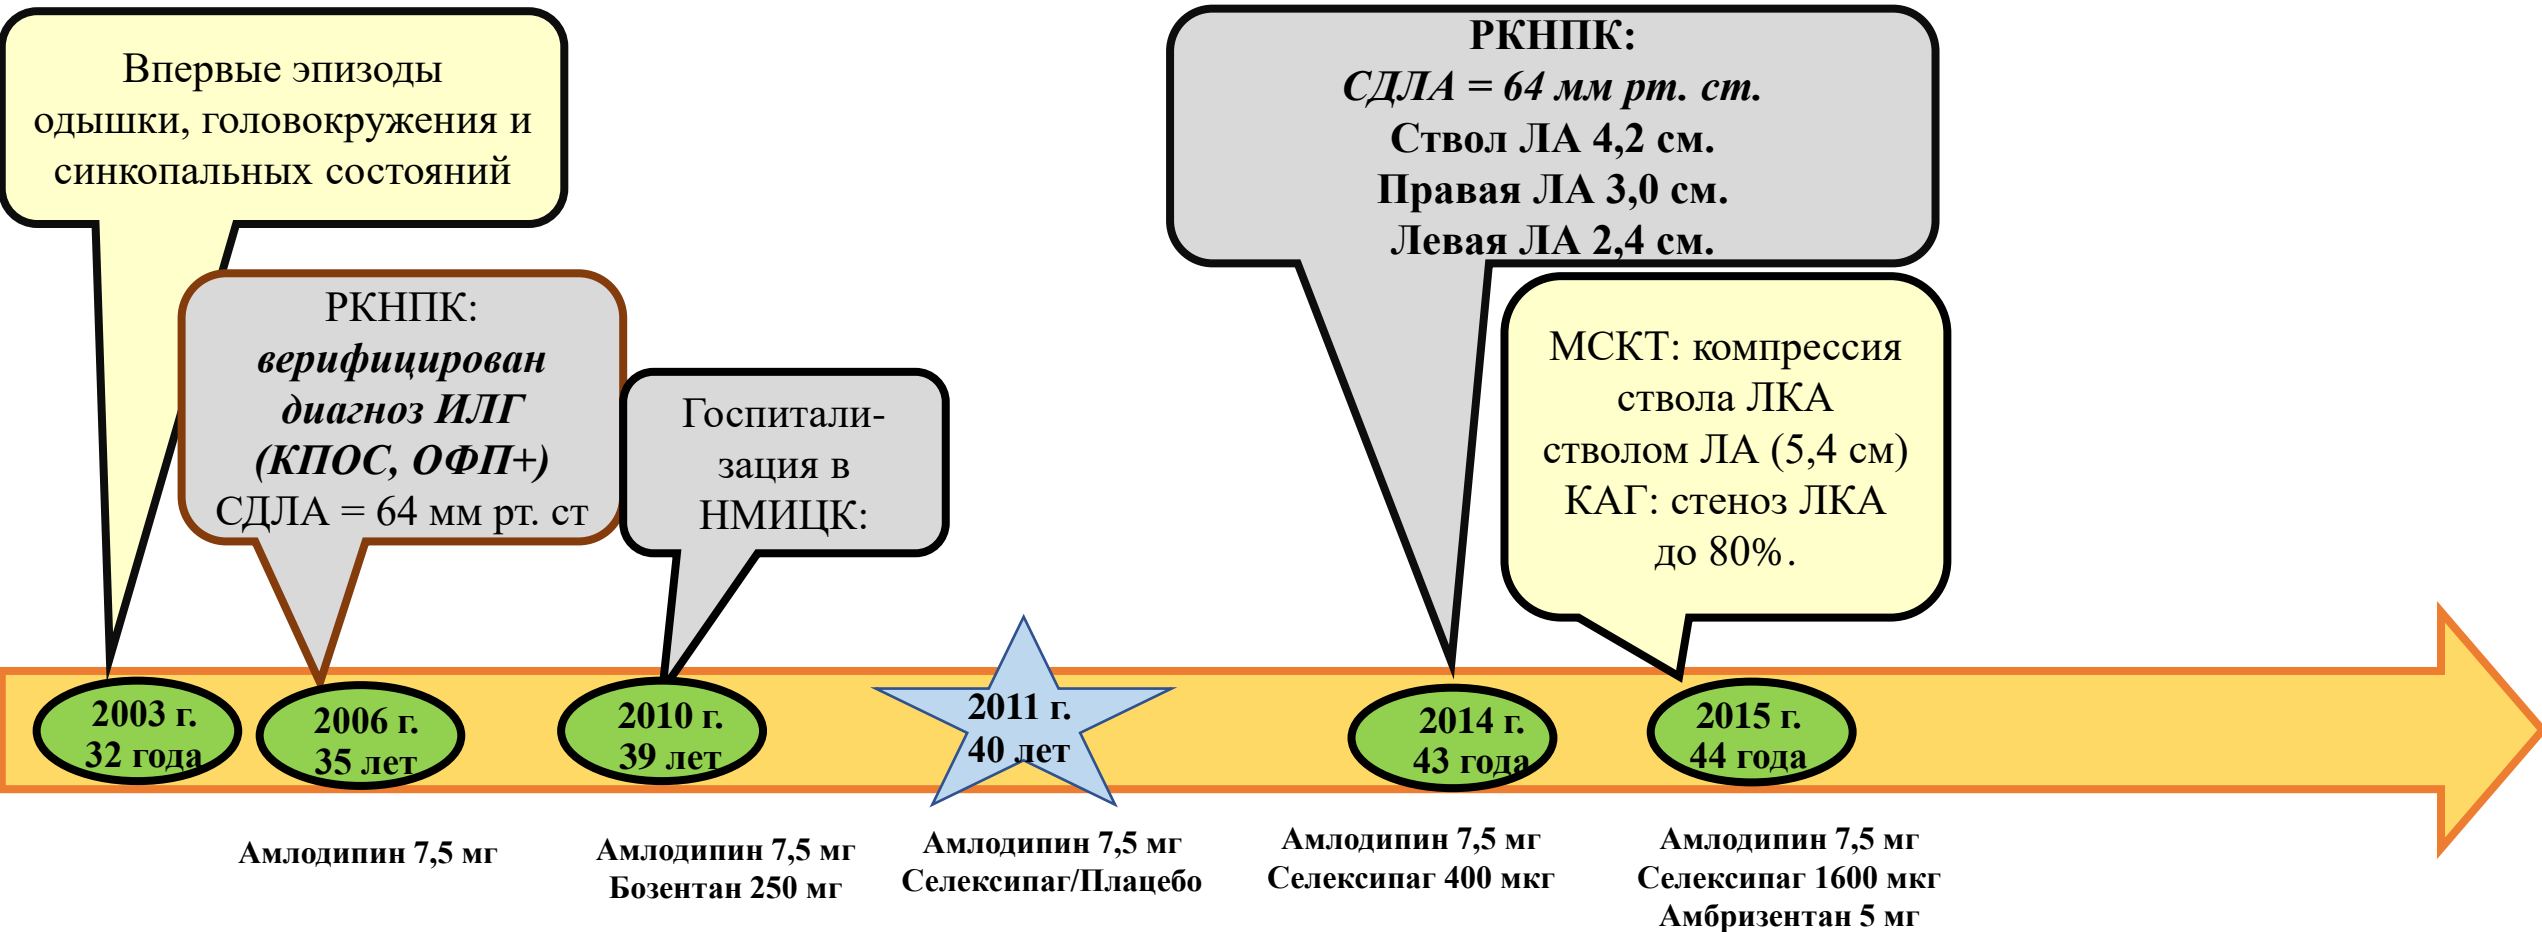 Впервые эпизоды
одышки, головокружения и
синкопальных состояний
РКНПК:
верифицирован
диагноз ИЛГ
(КПОС, ОФП+)
СДЛА = 64 мм рт. ст
Госпитали-
зация в
НМИЦК:
РКНПК:
СДЛА = 64 мм рт. ст.
Ствол ЛА 4,2 см.
Правая ЛА 3,0 см.
Левая ЛА 2,4 см.
МСКТ: компрессия
ствола ЛКА
стволом ЛА (5,4 см)
КАГ: стеноз ЛКА
до 80%.
2003 г.
32 года
2006 г.
35 лет
2010 г.
39 лет
2011 г.
40 лет
2014 г.
43 года
2015 г.
44 года
Амлодипин 7,5 мг
Амлодипин 7,5 мг
Бозентан 250 мг
Амлодипин 7,5 мг
Селексипаг/Плацебо
Амлодипин 7,5 мг
Селексипаг 400 мкг
Амлодипин 7,5 мг
Селексипаг 1600 мкг
Амбризентан 5 мг